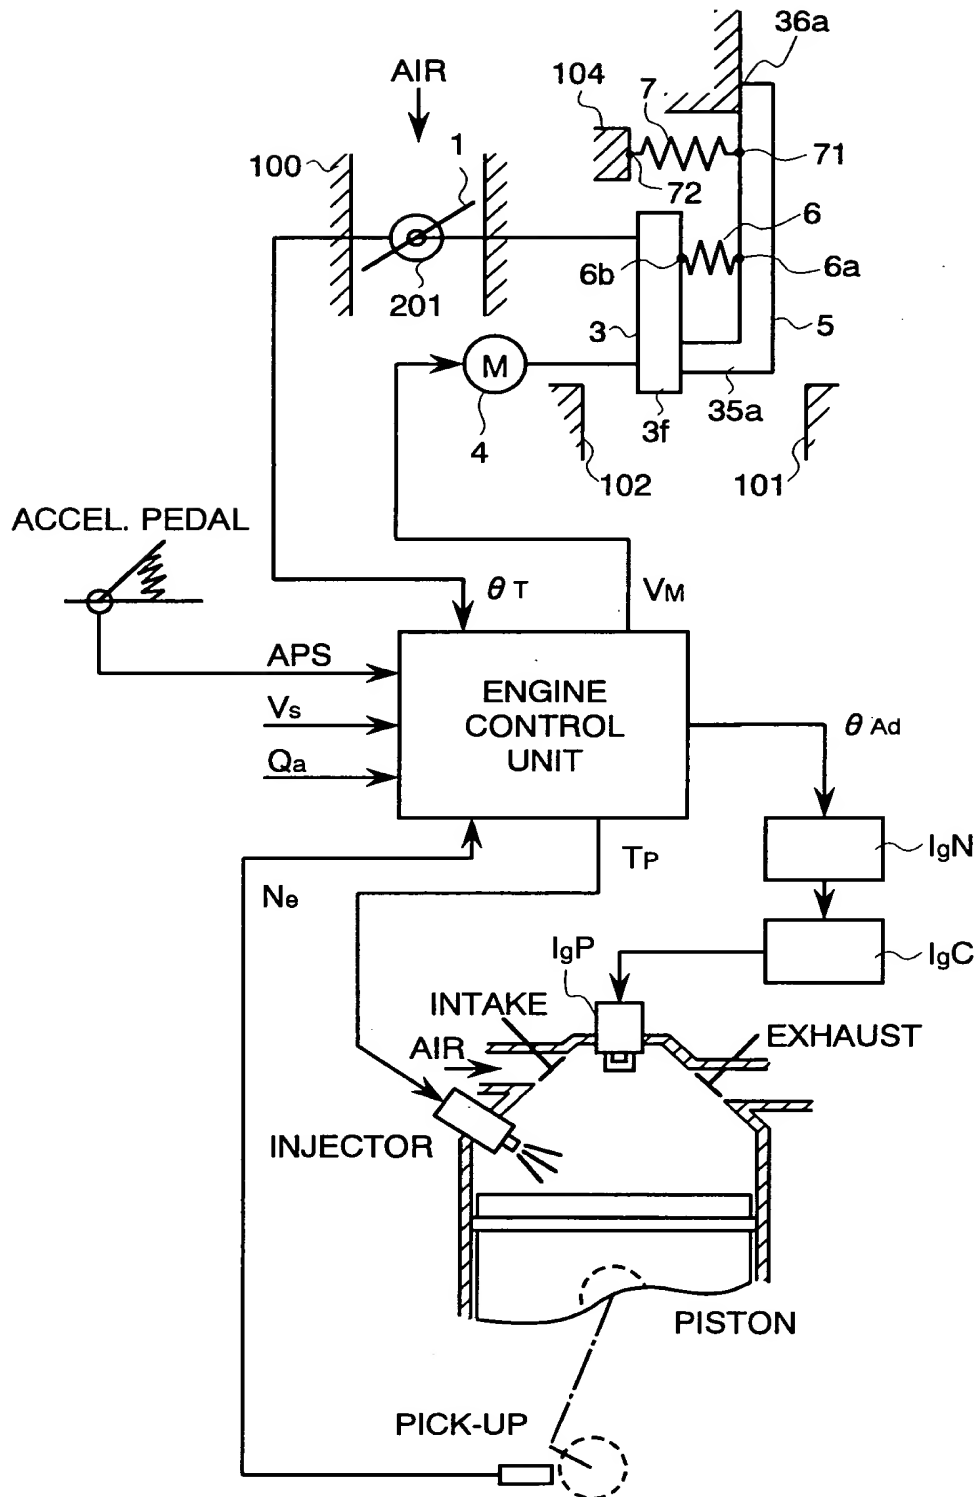 36a
AIR
104
7
100
1
71
72
6
6b
6a
201
3
5
M
35a
4
3f
102
101
ACCEL. PEDAL
θT
VM
APS
ENGINE
CONTROL
UNIT
Vs
Qa
θAd
IgN
TP
Ne
IgC
IgP
INTAKE
EXHAUST
AIR
INJECTOR
PISTON
PICK-UP